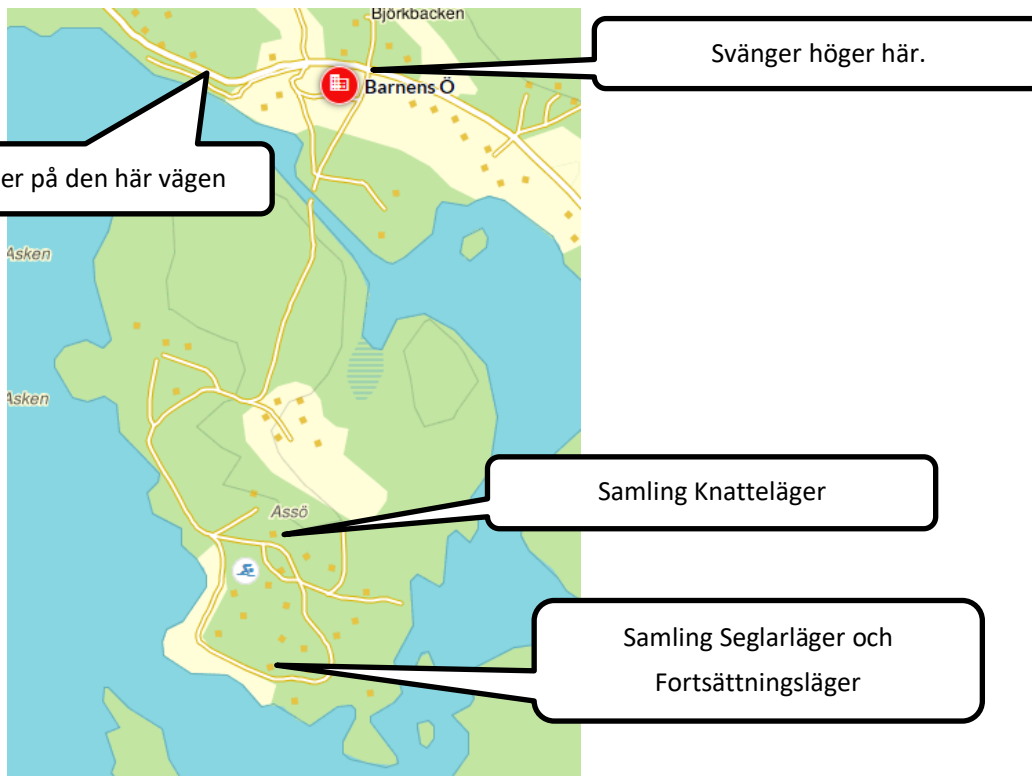 Björkbacken
Svänger höger här.
Barnens Ö
er på den här vägen
Asken
Asken
Samling Knatteläger
Assö
Samling Seglarläger och
Fortsättningsläger